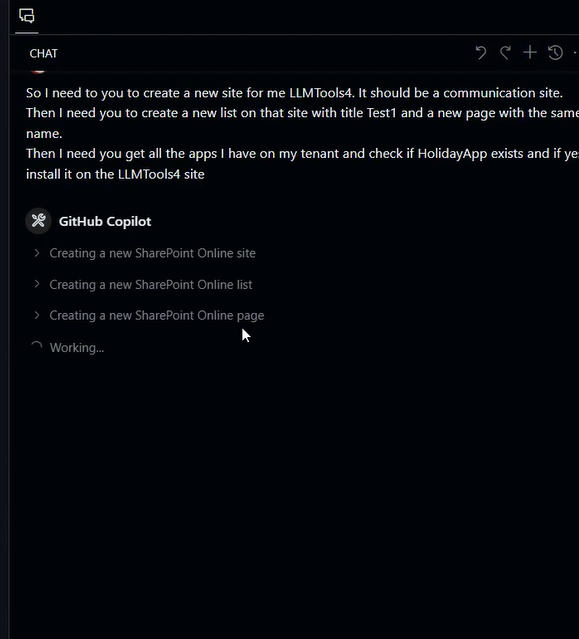 CHAT
So I need to you to create a new site for me LLMTools4. It should be a communication site.
Then I need you to create a new list on that site with title Test1 and a new page with the same
name.
Then I need you get all the apps I have on my tenant and check if HolidayApp exists and if
install it on the LLMTools4 site
GitHub Copilot
Creating a new SharePoint Online site
Creating a new SharePoint Online list
Creating a new SharePoint Online page
Working...